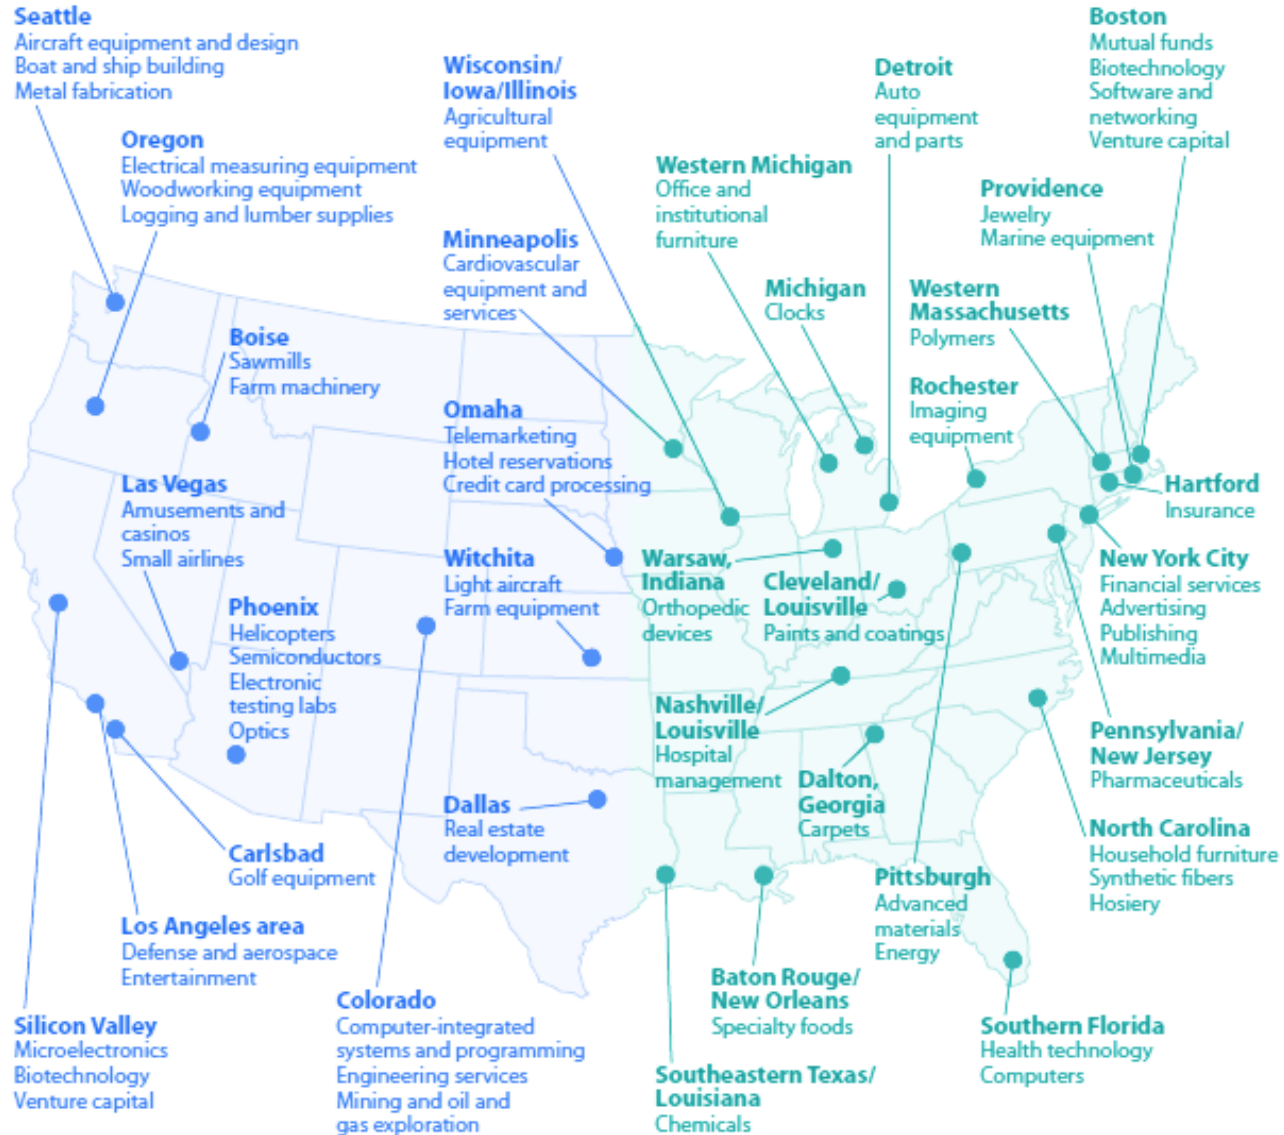 Seattle
Aircraft equipment and design
Boat and ship building
Metal fabrication
Oregon
Electrical measuring equipment
Woodworking equipment
Logging and lumber supplies
Boise
Sawmills
Farm machinery
Las Vegas
Amusements and
casinos
Small airlines
Phoenix
Helicopters
Semiconductors
Electronic
testing labs
Optics
Carlsbad
Golf equipment
Los Angeles area
Defense and aerospace
Entertainment
Silicon Valley
Microelectronics
Biotechnology
Venture capital
Colorado
Computer-integrated
systems and programming
Engineering services
Mining and oil and
gas exploration
Wisconsin/
Iowa/Illinois
Agricultural
equipment
Minneapolis
Cardiovascular
equipment and
services
Omaha
Telemarketing
Hotel reservations
Credit card processing
Witchita
Light aircraft
Farm equipment
Dallas
Real estate
development
Western Michigan
Office and
institutional
furniture
Michigan
Clocks
Detroit
Auto
equipment
and parts
Boston
Mutual funds
Biotechnology
Software and
networking
Venture capital
Providence
Jewelry
Marine equipment
Western
Massachusetts
Polymers
Rochester
Imaging
equipment
Hartford
Insurance
New York City
Financial services
Advertising
Publishing
Multimedia
Warsaw,
Indiana
Orthopedic
devices
Cleveland/
Louisville
Paints and coatings
Nashville/
Louisville
Hospital
management
Dalton,
Georgia
Carpets
Pennsylvania/
New Jersey
Pharmaceuticals
North Carolina
Household furniture
Synthetic fibers
Hosiery
Pittsburgh
Advanced
materials
Energy
Baton Rouge/
New Orleans
Specialty foods
Southeastern Texas/
Louisiana
Chemicals
Southern Florida
Health technology
Computers